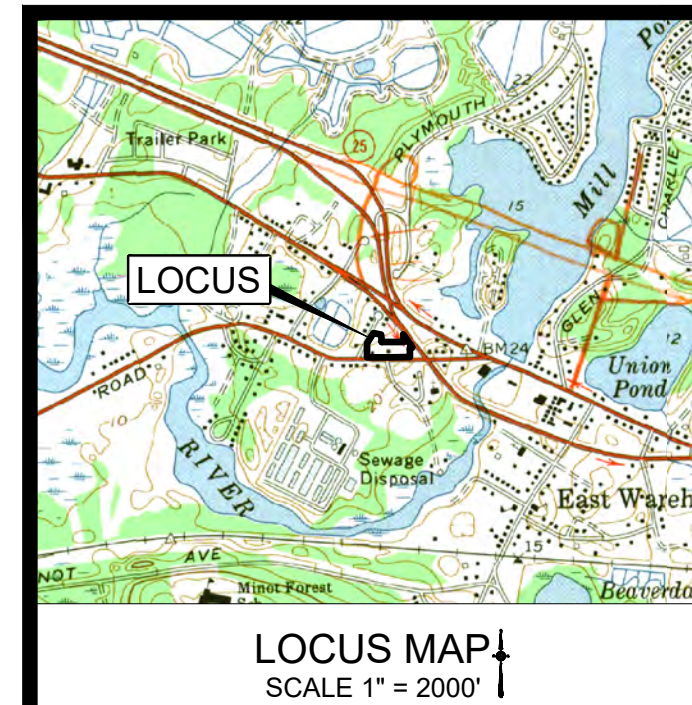 22
Po
Trailer Park
25
PLYMOUTH
15
Mill
CHARLIE
LOCUS
GLEN
BM24
12
Union
Pond
ROAD
10
20
RIVER
Sewage
Disposal
East Wareh
AVE
NOT
15
Minot Forest
Beaverda
LOCUS MAP
SCALE 1" = 2000'